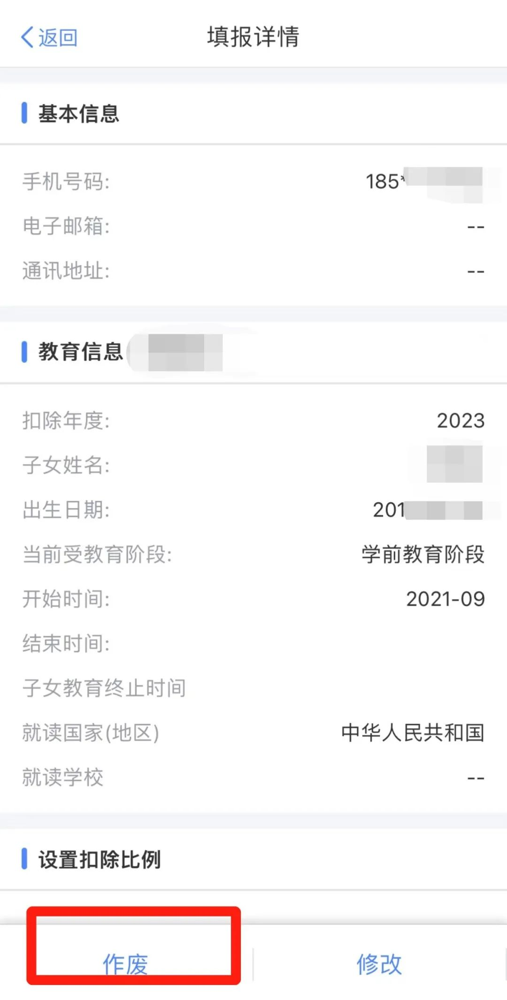 返回
填报详情
基本信息
手机号码: 185*
电子邮箱: --
通讯地址: --
教育信息
扣除年度: 2023
子女姓名:
出生日期: 201
当前受教育阶段: 学前教育阶段
开始时间: 2021-09
结束时间:
子女教育终止时间
就读国家(地区) 中华人民共和国
就读学校 --
设置扣除比例
作废 修改